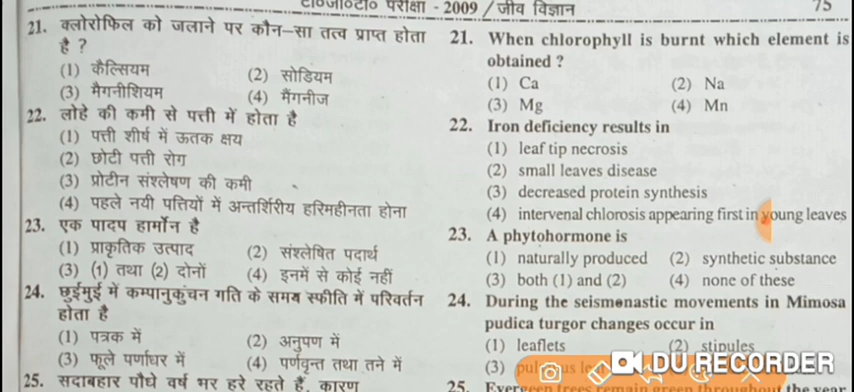 टी०जी०टी० परीक्षा - 2009 / जीव विज्ञान 75
21. क्लोरोफिल को जलाने पर कौन-सा तत्व प्राप्त होता
है ?
(1) कैल्सियम (2) सोडियम
(3) मैगनीशियम (4) मैंगनीज
22. लोहे की कमी से पत्ती में होता है
(1) पत्ती शीर्ष में ऊतक क्षय
(2) छोटी पत्ती रोग
(3) प्रोटीन संश्लेषण की कमी
(4) पहले नयी पत्तियों में अन्तर्शिरीय हरिमहीनता होना
23. एक पादप हार्मोन है
(1) प्राकृतिक उत्पाद (2) संश्लेषित पदार्थ
(3) (1) तथा (2) दोनों (4) इनमें से कोई नहीं
24. छुईमुई में कम्पानुकुंचन गति के समय स्फीति में परिवर्तन
होता है
(1) पत्रक में (2) अनुपण में
(3) फूले पर्णाधर में (4) पर्णवृन्त तथा तने में
25. सदाबहार पौधे वर्ष भर हरे रहते हैं, कारण
21. When chlorophyll is burnt which element is
obtained ?
(1) Ca (2) Na
(3) Mg (4) Mn
22. Iron deficiency results in
(1) leaf tip necrosis
(2) small leaves disease
(3) decreased protein synthesis
(4) intervenal chlorosis appearing first in young leaves
23. A phytohormone is
(1) naturally produced (2) synthetic substance
(3) both (1) and (2) (4) none of these
24. During the seismonastic movements in Mimosa
pudica turgor changes occur in
(1) leaflets (2) stipules
(3)
DU RECORDER
25. Evergreen trees remain green throughout the year